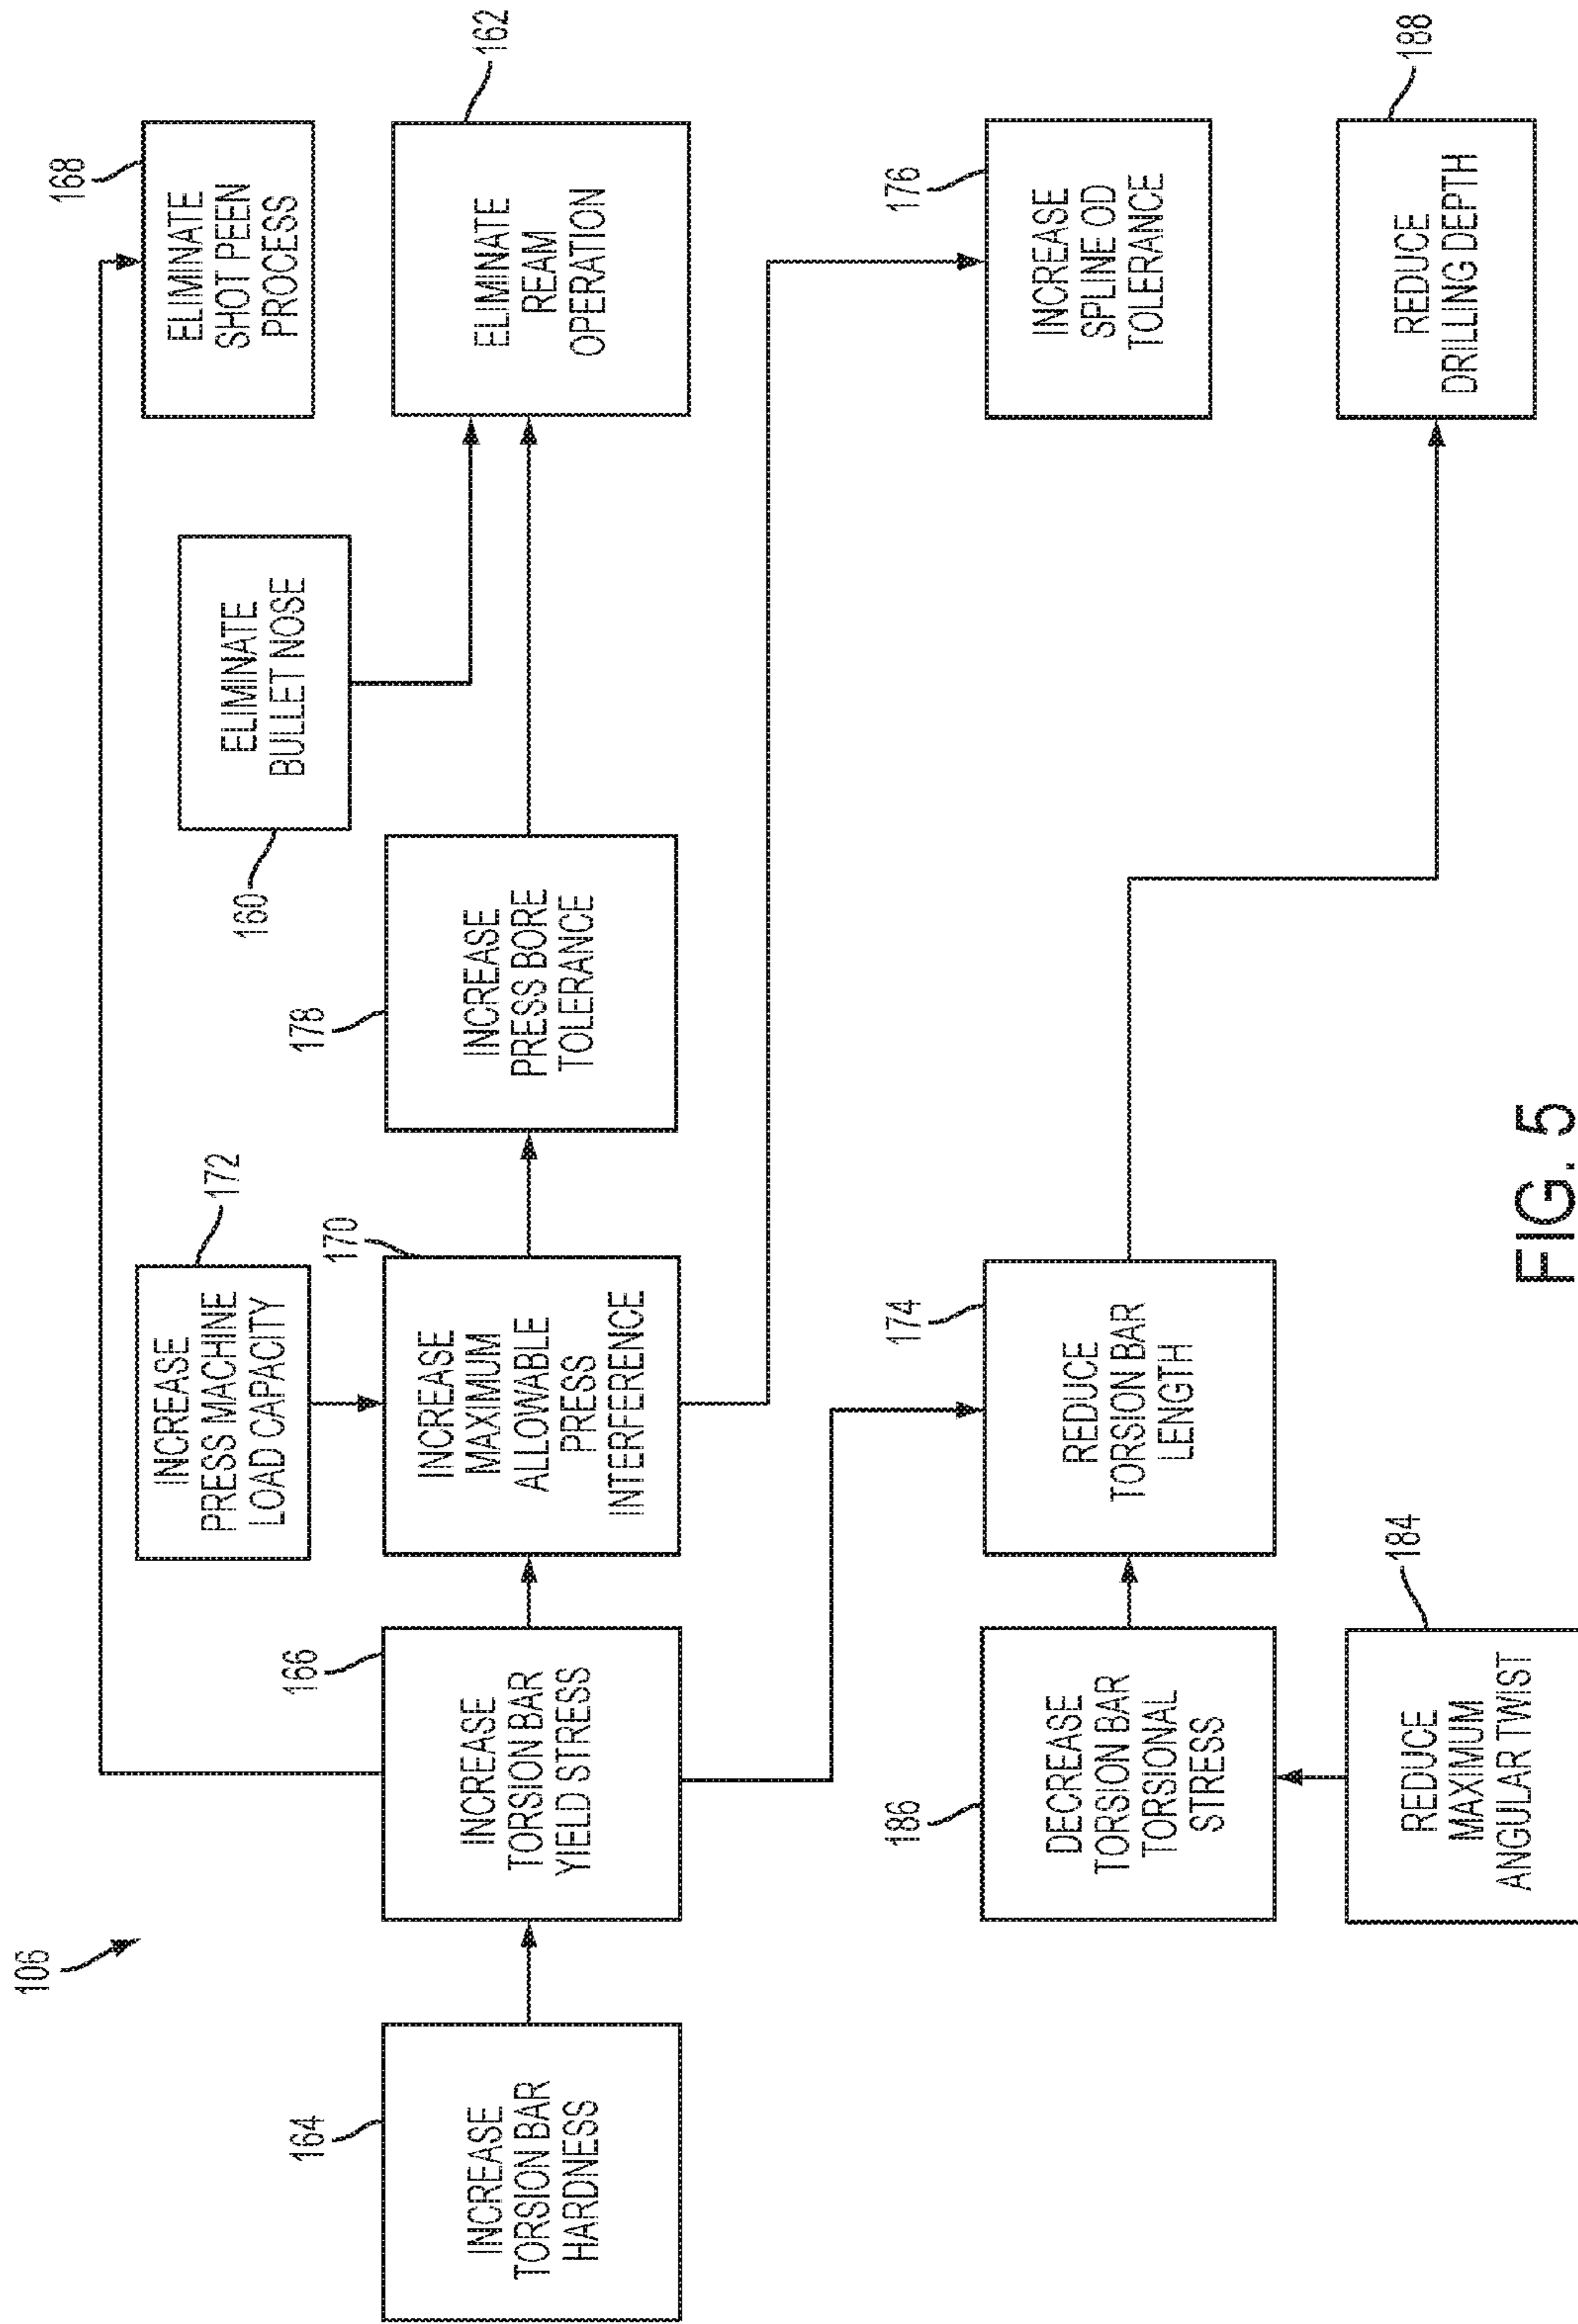 106
168
ELIMINATE
SHOT PEEN
PROCESS
172
INCREASE
PRESS MACHINE
LOAD CAPACITY
160
ELIMINATE
BULLET NOSE
162
ELIMINATE
REAM
OPERATION
164
INCREASE
TORSION BAR
HARDNESS
166
INCREASE
TORSION BAR
YIELD STRESS
170
INCREASE
MAXIMUM
ALLOWABLE
PRESS
INTERFERENCE
178
INCREASE
PRESS BORE
TOLERANCE
176
INCREASE
SPLINE OD
TOLERANCE
186
DECREASE
TORSION BAR
TORSIONAL
STRESS
174
REDUCE
TORSION BAR
LENGTH
188
REDUCE
DRILLING DEPTH
184
REDUCE
MAXIMUM
ANGULAR TWIST
FIG. 5